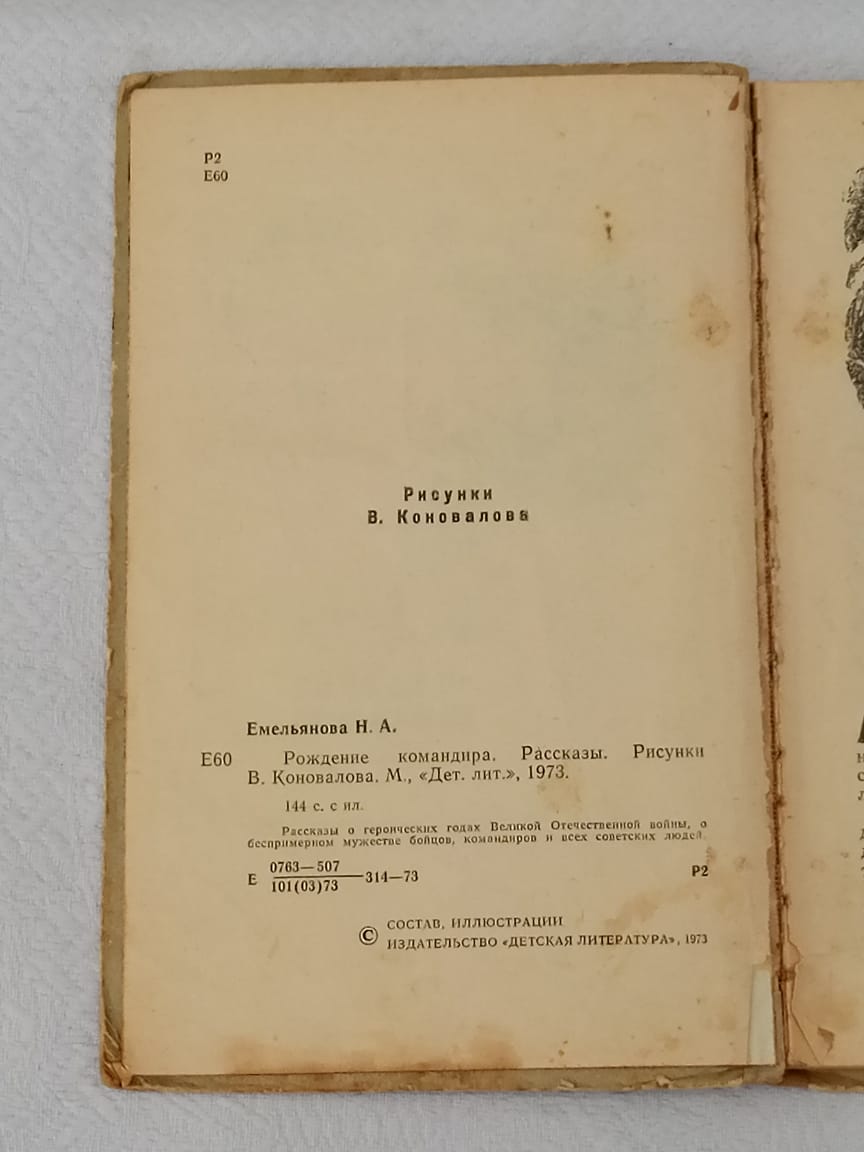 Р2
Е60
Рисунки
В. Коновалова
Емельянова Н. А.
Е60 Рождение командира. Рассказы. Рисунки
В. Коновалова. М., «Дет. лит.», 1973.
144 с. с ил.
Рассказы о героических годах Великой Отечественной войны, о
беспримерном мужестве бойцов, командиров и всех советских людей.
0763—507
Е 314—73 Р2
101(03)73
© СОСТАВ, ИЛЛЮСТРАЦИИ
ИЗДАТЕЛЬСТВО «ДЕТСКАЯ ЛИТЕРАТУРА», 1973